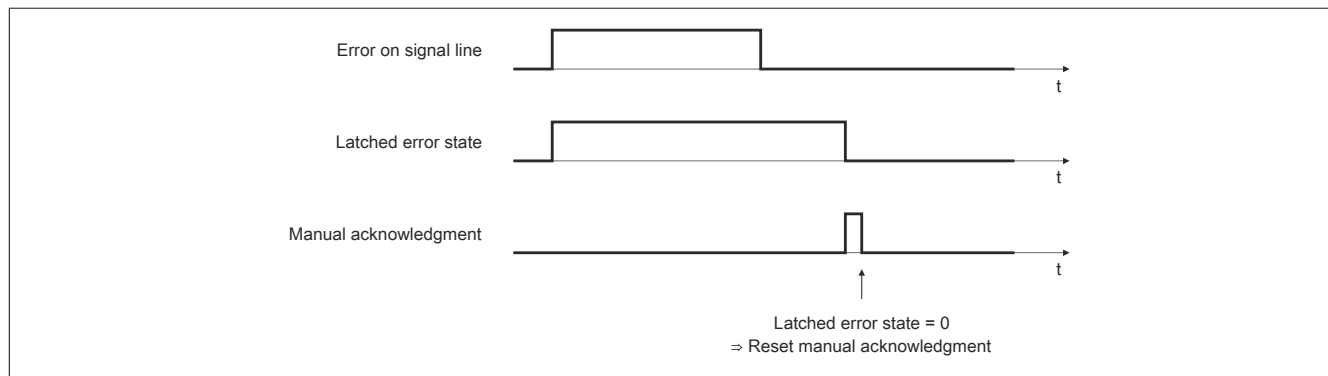 Error on signal line
t
Latched error state
t
Manual acknowledgment
t
Latched error state = 0
⇒ Reset manual acknowledgment